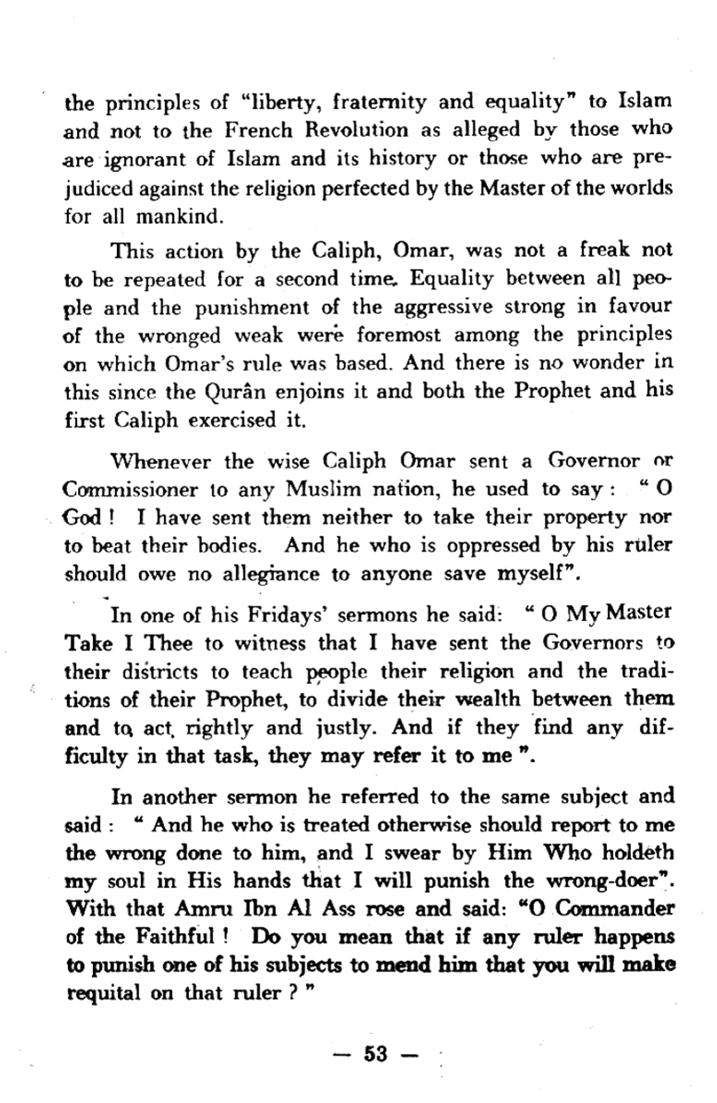 the principles of “liberty, fraternity and equality” to Islam
and not to the French Revolution as alleged by those who
are ignorant of Islam and its history or those who are pre-
judiced against the religion perfected by the Master of the worlds
for all mankind.
This action by the Caliph, Omar, was not a freak not
to be repeated for a second time. Equality between all peo-
ple and the punishment of the aggressive strong in favour
of the wronged weak were foremost among the principles
on which Omar’s rule was based. And there is no wonder in
this since the Qurân enjoins it and both the Prophet and his
first Caliph exercised it.
Whenever the wise Caliph Omar sent a Governor or
Commissioner to any Muslim nation, he used to say : “ O
God ! I have sent them neither to take their property nor
to beat their bodies. And he who is oppressed by his ruler
should owe no allegiance to anyone save myself”.
In one of his Fridays’ sermons he said: “ O My Master
Take I Thee to witness that I have sent the Governors to
their districts to teach people their religion and the tradi-
tions of their Prophet, to divide their wealth between them
and to act rightly and justly. And if they find any dif-
ficulty in that task, they may refer it to me ”.
In another sermon he referred to the same subject and
said : “ And he who is treated otherwise should report to me
the wrong done to him, and I swear by Him Who holdeth
my soul in His hands that I will punish the wrong-doer”.
With that Amru Ibn Al Ass rose and said: “O Commander
of the Faithful ! Do you mean that if any ruler happens
to punish one of his subjects to mend him that you will make
requital on that ruler ? ”
— 53 —